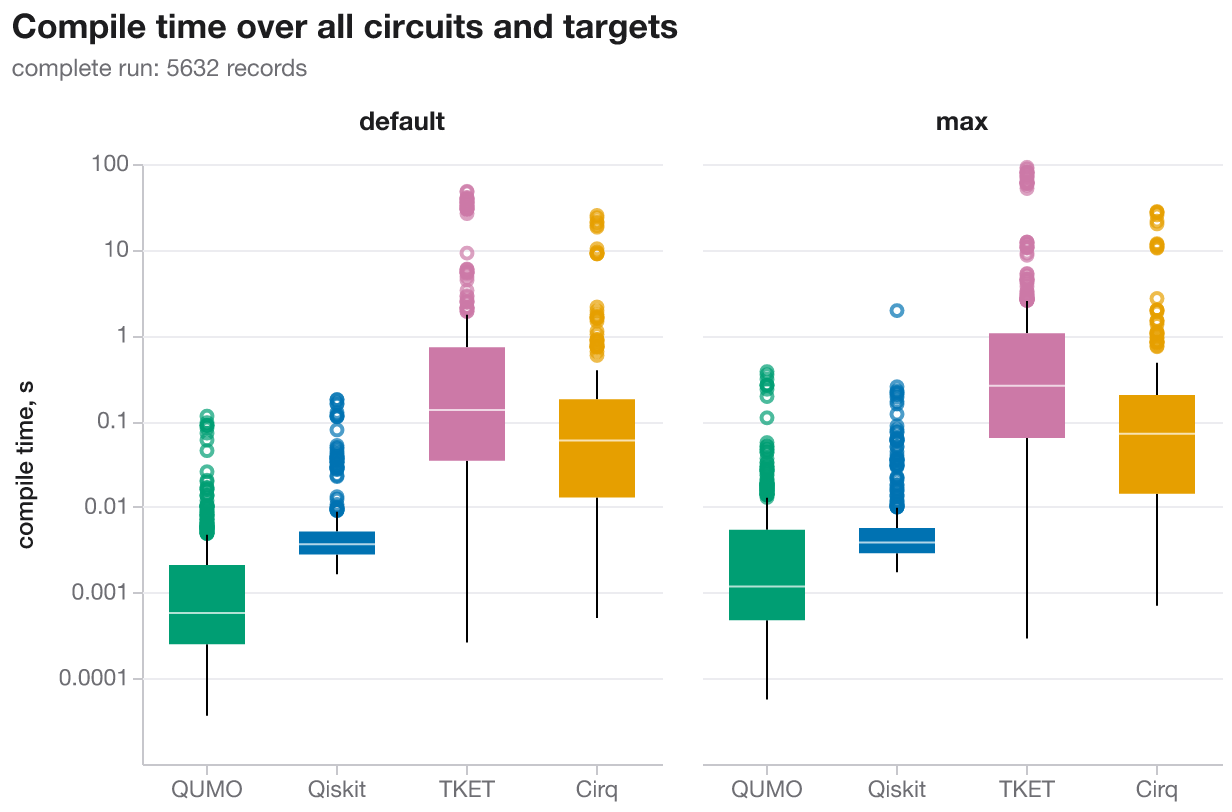 Compile time over all circuits and targets
complete run: 5632 records
default
max
compile time, s
100
10
1
0.1
0.01
0.001
0.0001
QUMO
Qiskit
TKET
Cirq
QUMO
Qiskit
TKET
Cirq